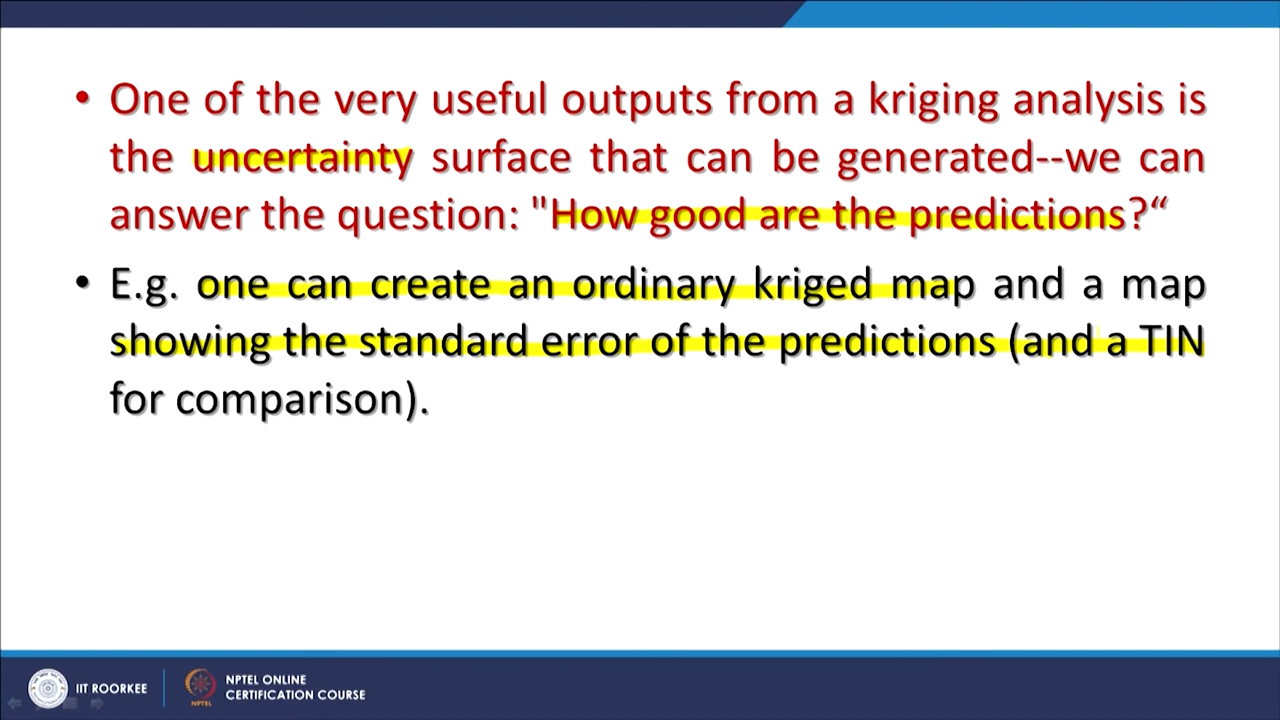 • One of the very useful outputs from a kriging analysis is
the uncertainty surface that can be generated--we can
answer the question: "How good are the predictions?“
• E.g. one can create an ordinary kriged map and a map
showing the standard error of the predictions (and a TIN
for comparison).
IIT ROORKEE
NPTEL
NPTEL ONLINE
CERTIFICATION COURSE